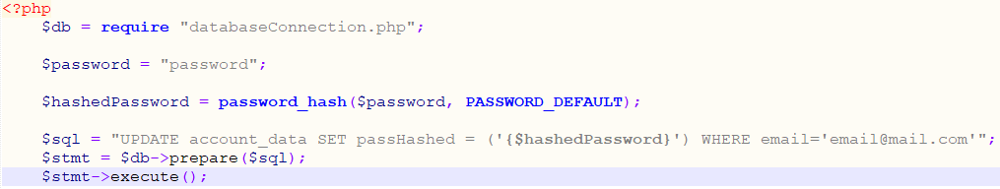 <?php
$db = require "databaseConnection.php";
$password = "password";
$hashedPassword = password_hash($password, PASSWORD_DEFAULT);
$sql = "UPDATE account_data SET passHashed = ('{$hashedPassword}') WHERE email='email@mail.com'";
$stmt = $db->prepare($sql);
$stmt->execute();